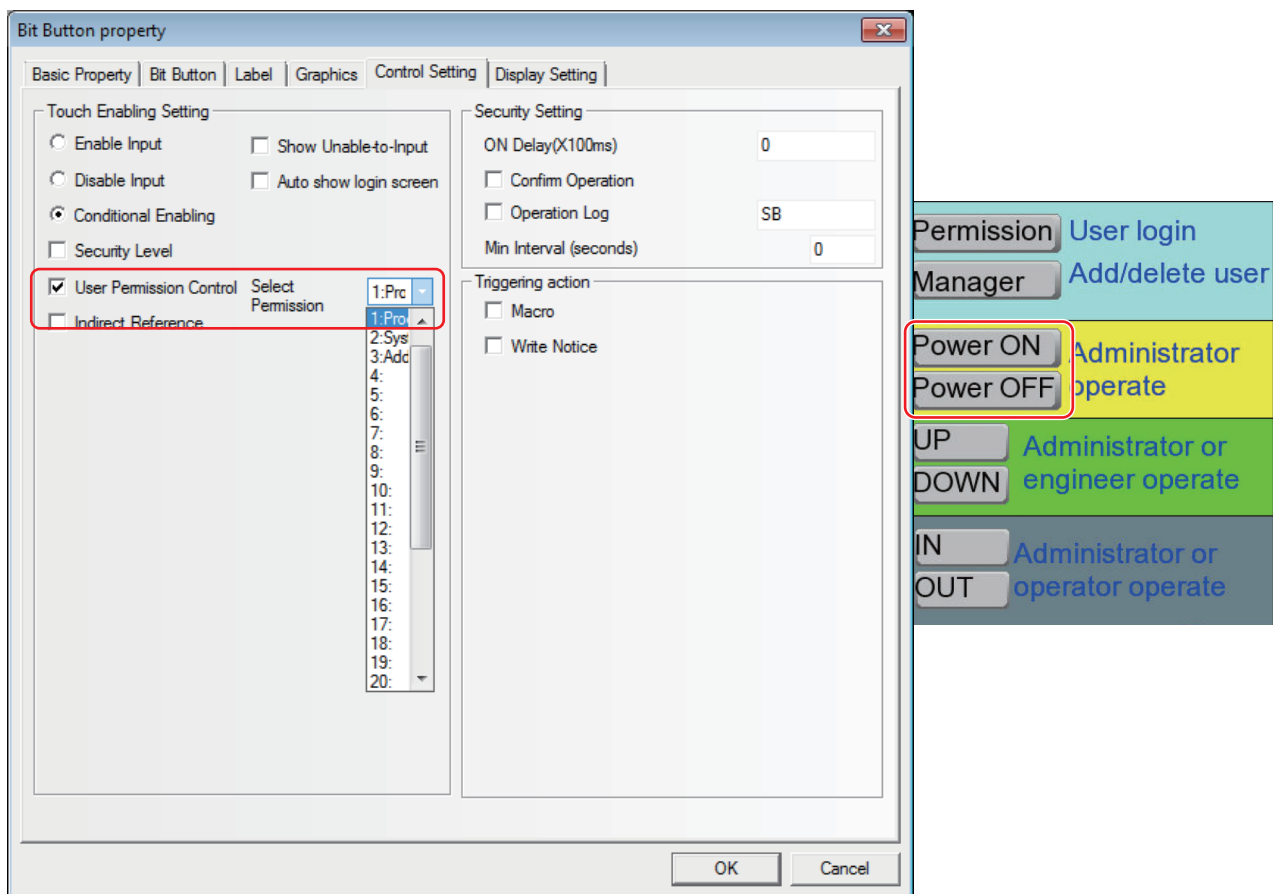 Bit Button property
Basic Property
Bit Button
Label
Graphics
Control Setting
Display Setting
Touch Enabling Setting
Enable Input
Show Unable-to-Input
Disable Input
Auto show login screen
Conditional Enabling
Security Level
User Permission Control
Select
Permission
1:Prc
Indirect Reference
1:Pro
2:Sys
3:Add
4:
5:
6:
7:
8:
9:
10:
11:
12:
13:
14:
15:
16:
17:
18:
19:
20:
Security Setting
ON Delay(X100ms)
0
Confirm Operation
Operation Log
SB
Min Interval (seconds)
0
Triggering action
Macro
Write Notice
OK
Cancel
Permission
User login
Manager
Add/delete user
Power ON
Power OFF
Administrator
operate
UP
DOWN
Administrator or
engineer operate
IN
OUT
Administrator or
operator operate